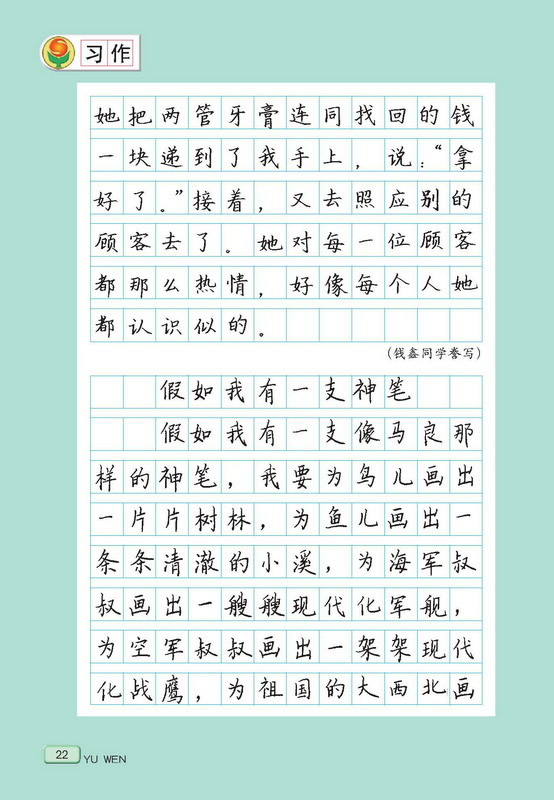 习作
她把两管牙膏连同找回的钱
一块递到了我手上，说：“拿
好了。”接着，又去照应别的
顾客去了。她对每一位顾客
都那么热情，好像每个人她
都认识似的。
（钱鑫同学誊写）
假如我有一支神笔
假如我有一支像马良那
样的神笔，我要为鸟儿画出
一片片树林，为鱼儿画出一
条条清澈的小溪，为海军叔
叔画出一艘艘现代化军舰，
为空军叔叔画出一架架现代
化战鹰，为祖国的大西北画
22
YU WEN